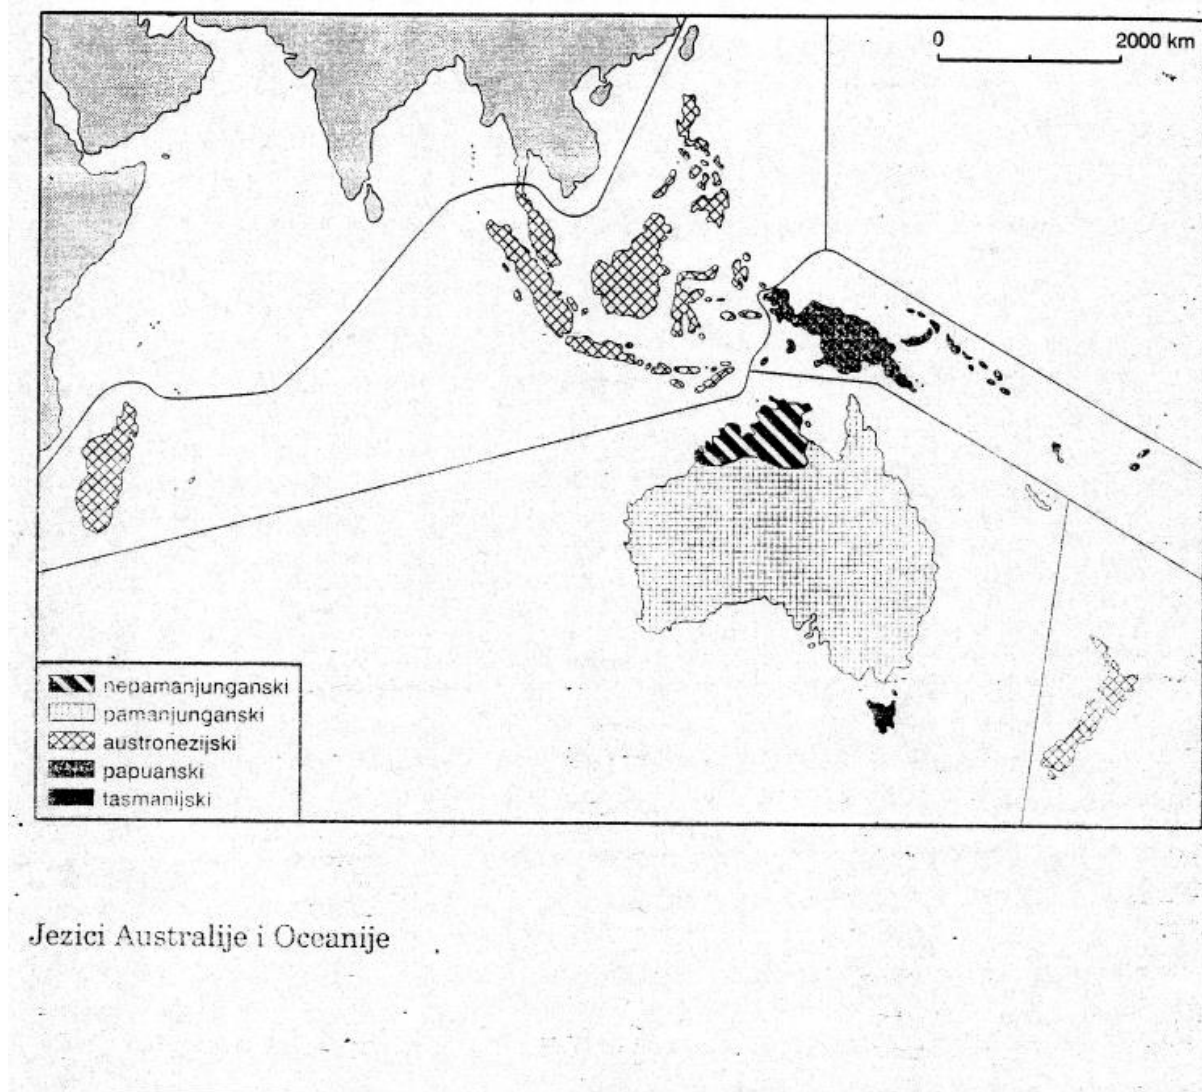 0 2000 km
nepamanjunganski
pamanjunganski
austronezijski
papuanski
tasmanijski
Jezici Australije i Oceanije